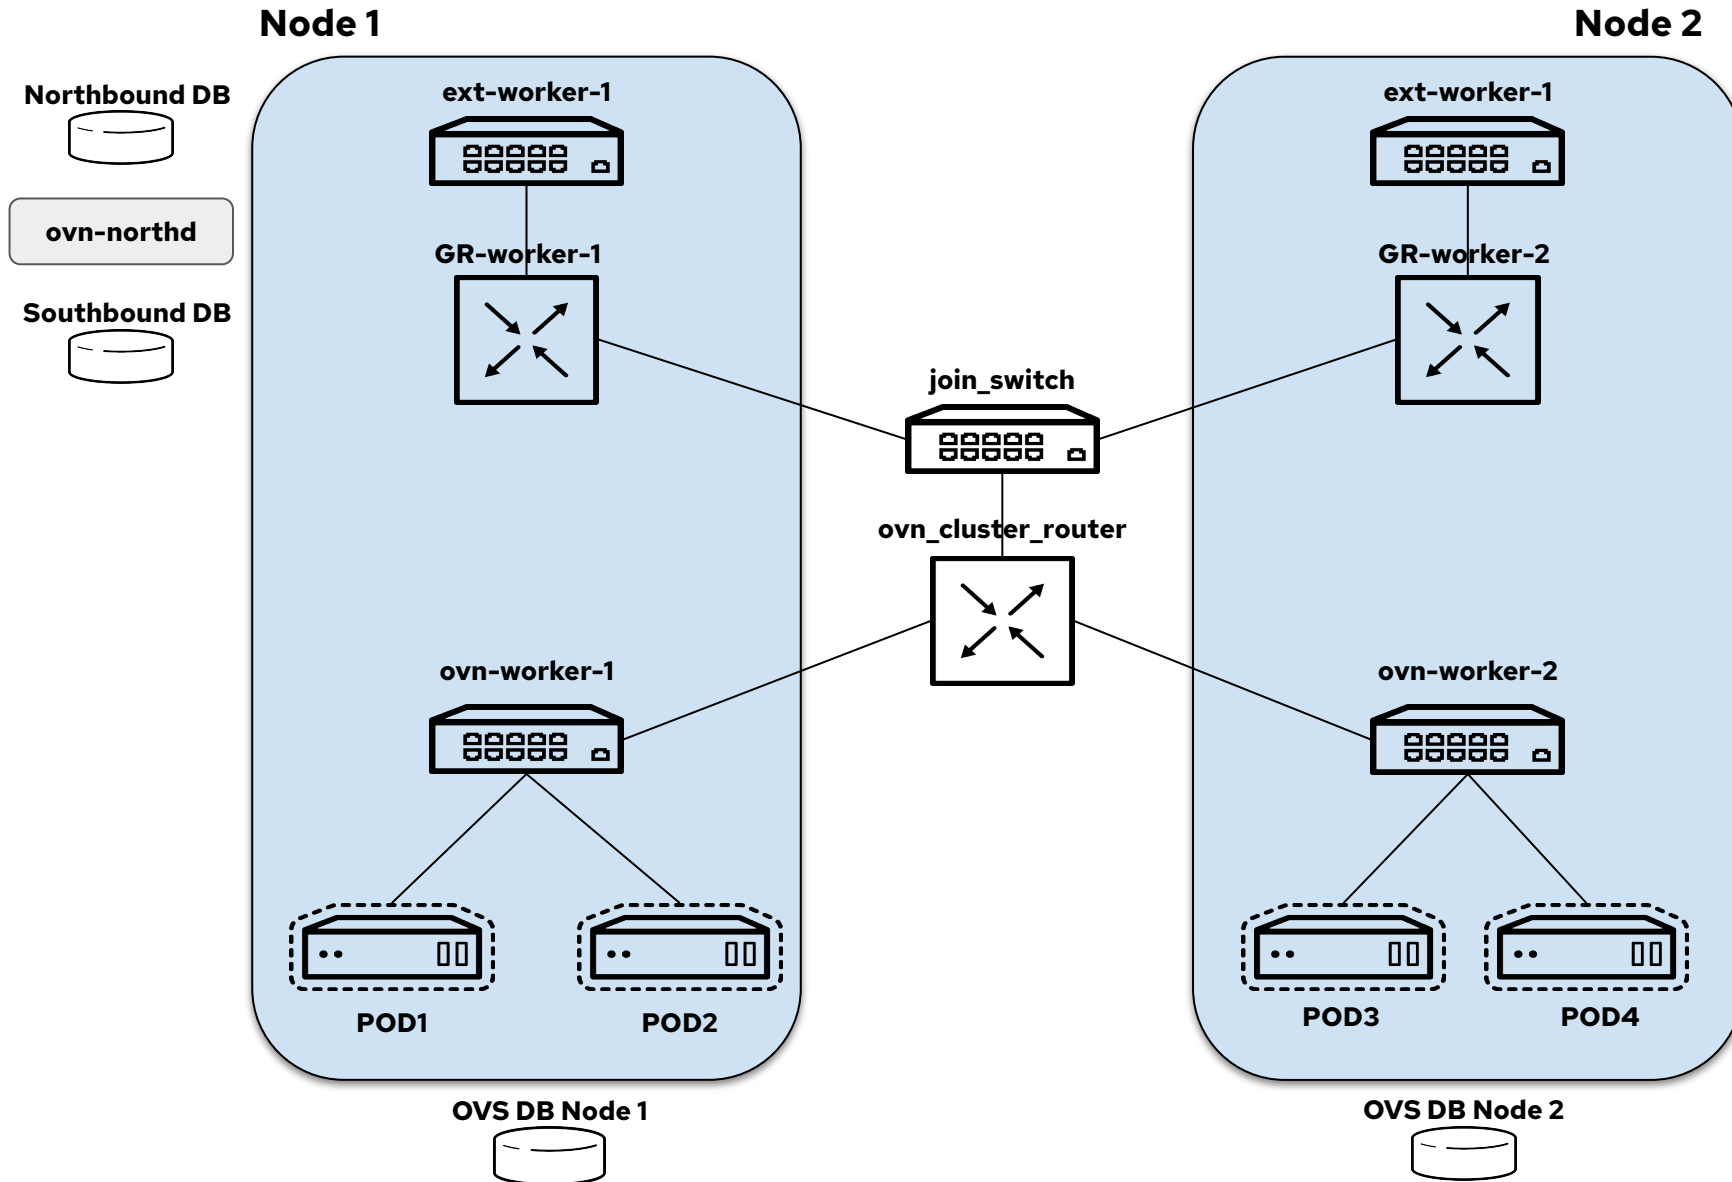 Node 1
Node 2
Northbound DB
ext-worker-1
ext-worker-1
ovn-northd
GR-worker-1
GR-worker-2
Southbound DB
join_switch
ovn_cluster_router
ovn-worker-1
ovn-worker-2
POD1
POD2
POD3
POD4
OVS DB Node 1
OVS DB Node 2